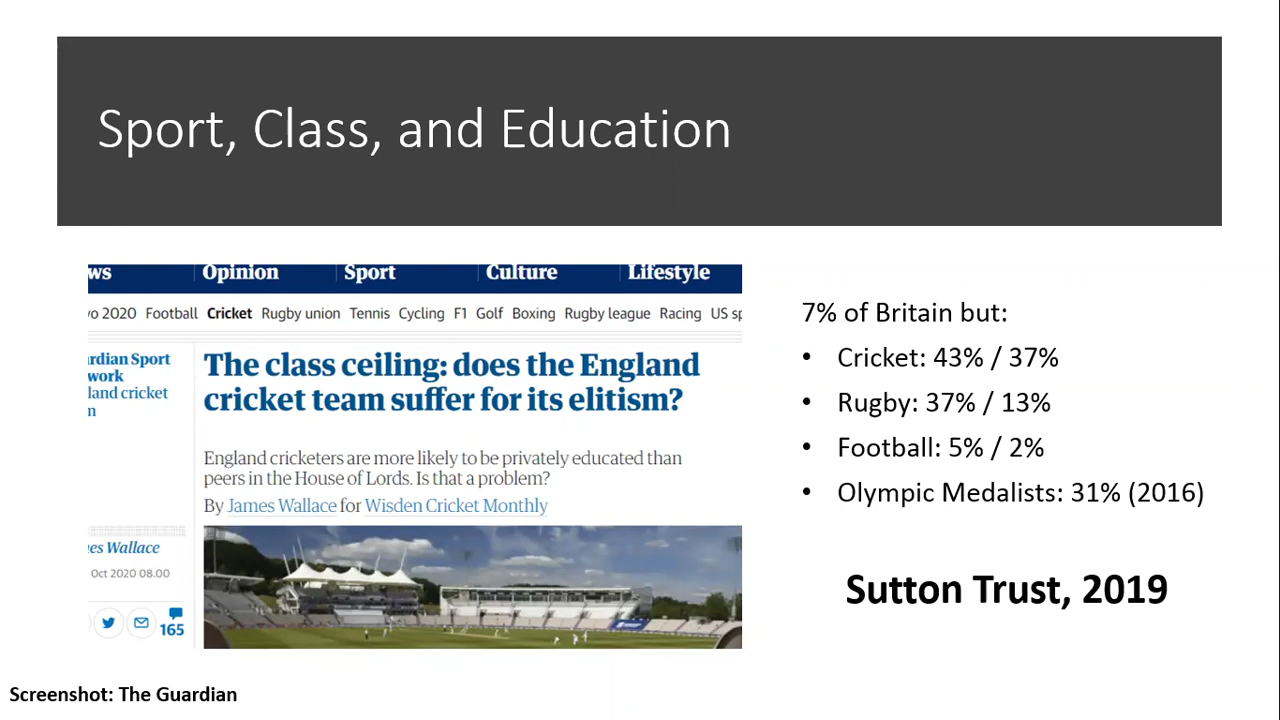 Sport, Class, and Education
ws Opinion Sport Culture Lifestyle
yo 2020 Football Cricket Rugby union Tennis Cycling F1 Golf Boxing Rugby league Racing US sp
rdian Sport
work
land cricket
m
The class ceiling: does the England
cricket team suffer for its elitism?
England cricketers are more likely to be privately educated than
peers in the House of Lords. Is that a problem?
By James Wallace for Wisden Cricket Monthly
es Wallace
Oct 2020 08.00
165
7% of Britain but:
• Cricket: 43% / 37%
• Rugby: 37% / 13%
• Football: 5% / 2%
• Olympic Medalists: 31% (2016)
Sutton Trust, 2019
Screenshot: The Guardian